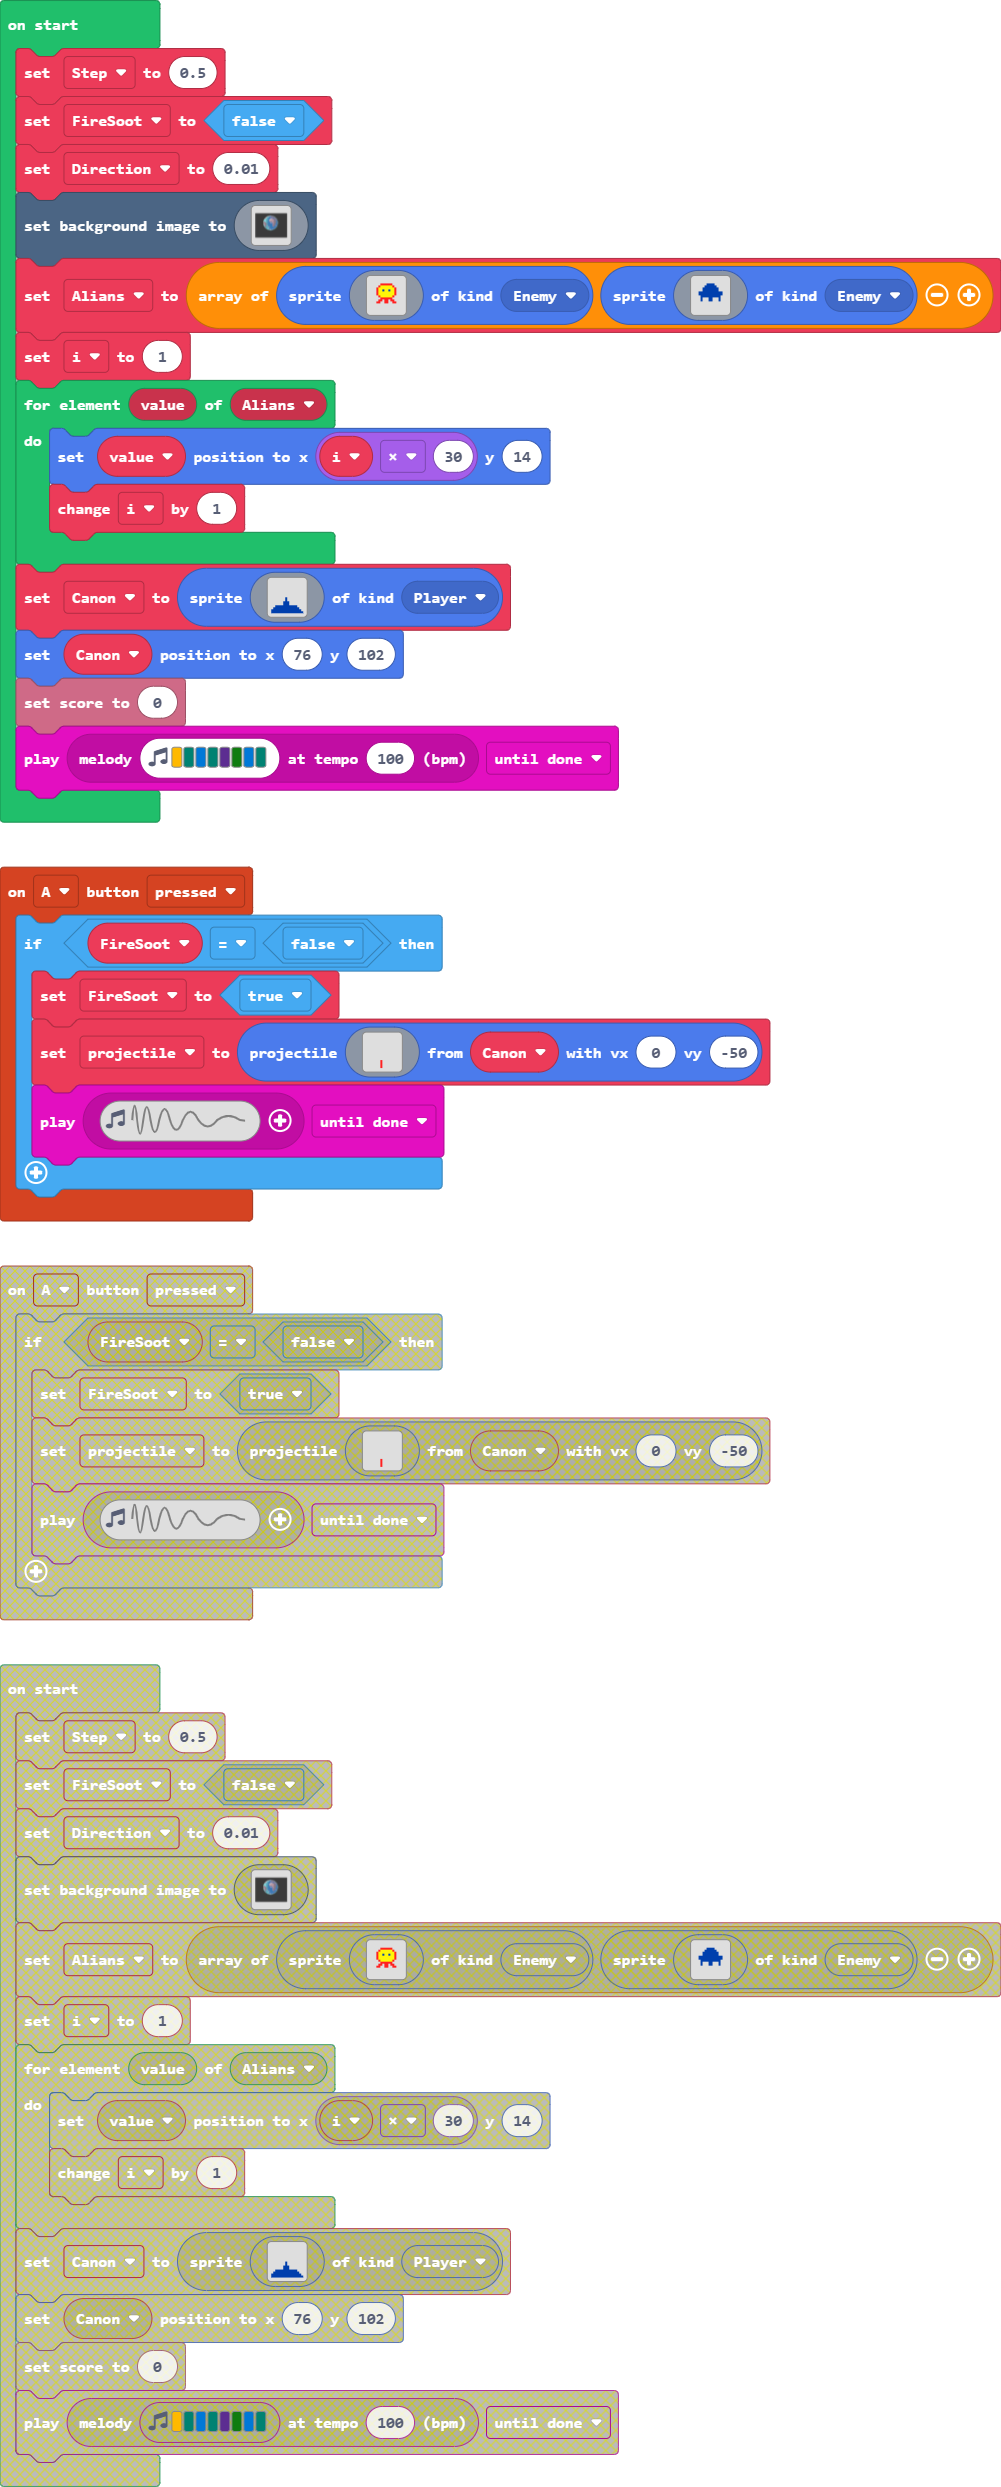 on start
set Step to 0.5
set FireSoot to false
set Direction to 0.01
set background image to
set Alians to array of sprite of kind Enemy sprite of kind Enemy
set i to 1
for element value of Alians
do
set value position to x i × 30 y 14
change i by 1
set Canon to sprite of kind Player
set Canon position to x 76 y 102
set score to 0
play melody at tempo 100 (bpm) until done
on A button pressed
if FireSoot = false then
set FireSoot to true
set projectile to projectile from Canon with vx 0 vy -50
play until done
on A button pressed
if FireSoot = false then
set FireSoot to true
set projectile to projectile from Canon with vx 0 vy -50
play until done
on start
set Step to 0.5
set FireSoot to false
set Direction to 0.01
set background image to
set Alians to array of sprite of kind Enemy sprite of kind Enemy
set i to 1
for element value of Alians
do
set value position to x i × 30 y 14
change i by 1
set Canon to sprite of kind Player
set Canon position to x 76 y 102
set score to 0
play melody at tempo 100 (bpm) until done